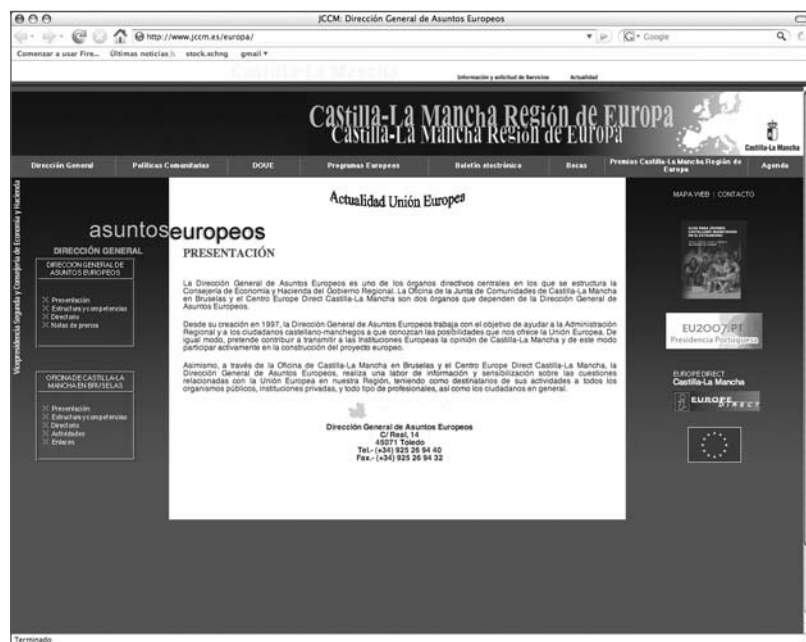 JCCM: Dirección General de Asuntos Europeos
http://www.jccm.es/europa/
Google
Comenzar a usar Fire... Últimas noticias stock.schng gmail
Castilla-La Mancha
Información y solicitud de Servicios Actualidad
Castilla-La Mancha Región de Europa
Castilla-La Mancha Región de Europa
Castilla-La Mancha
Dirección General Políticas Comunitarias DOUE Programas Europeos Boletín electrónico Becas Premios Castilla-La Mancha Región de Europa Agenda
Vicepresidencia Segunda y Consejería de Economía y Hacienda
Actualidad Unión Europea
MAPA WEB | CONTACTO
asuntoseuropeos
DIRECCIÓN GENERAL
DIRECCION GENERAL DE
ASUNTOS EUROPEOS
Presentación
Estructura y competencias
Directorio
Notas de prensa
OFICINA DE CASTILLA-LA
MANCHA EN BRUSELAS
Presentación
Estructura y competencias
Directorio
Actividades
Enlaces
PRESENTACIÓN
La Dirección General de Asuntos Europeos es uno de los órganos directivos centrales en los que se estructura la
Consejería de Economía y Hacienda del Gobierno Regional. La Oficina de la Junta de Comunidades de Castilla-La Mancha
en Bruselas y el Centro Europe Direct Castilla-La Mancha son dos órganos que dependen de la Dirección General de
Asuntos Europeos.
Desde su creación en 1997, la Dirección General de Asuntos Europeos trabaja con el objetivo de ayudar a la Administración
Regional y a los ciudadanos castellano-manchegos a que conozcan las posibilidades que nos ofrece la Unión Europea. De
igual modo, pretende contribuir a transmitir a las Instituciones Europeas la opinión de Castilla-La Mancha y de este modo
participar activamente en la construcción del proyecto europeo.
Asimismo, a través de la Oficina de Castilla-La Mancha en Bruselas y el Centro Europe Direct Castilla-La Mancha, la
Dirección General de Asuntos Europeos, realiza una labor de información y sensibilización sobre las cuestiones
relacionadas con la Unión Europea en nuestra Región, teniendo como destinatarios de sus actividades a todos los
organismos públicos, instituciones privadas, y todo tipo de profesionales, así como los ciudadanos en general.
Dirección General de Asuntos Europeos
C/ Real, 14
45071 Toledo
Tel.- (+34) 925 26 94 40
Fax.- (+34) 925 26 94 32
EU2007.PT
Presidencia Portuguesa
EUROPE DIRECT
Castilla-La Mancha
EUROPE
DIRECT
Terminado